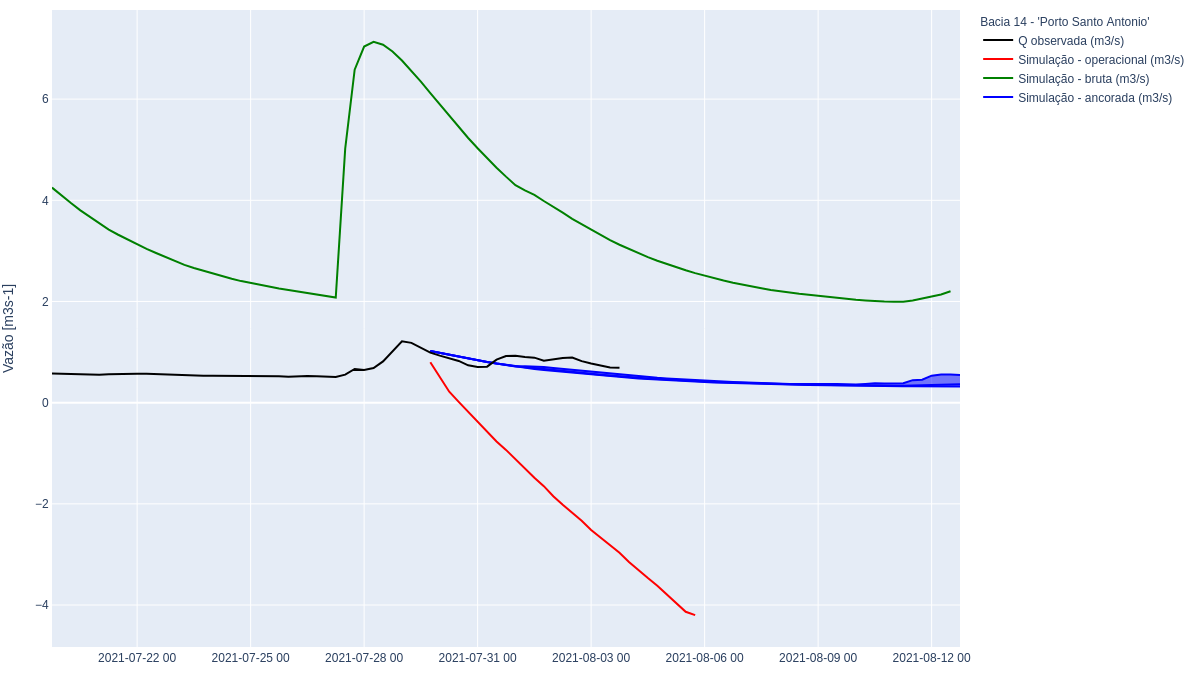 Bacia 14 - 'Porto Santo Antonio'
Q observada (m3/s)
Simulação - operacional (m3/s)
Simulação - bruta (m3/s)
Simulação - ancorada (m3/s)
Vazão [m3s-1]
6
4
2
0
−2
−4
2021-07-22 00
2021-07-25 00
2021-07-28 00
2021-07-31 00
2021-08-03 00
2021-08-06 00
2021-08-09 00
2021-08-12 00